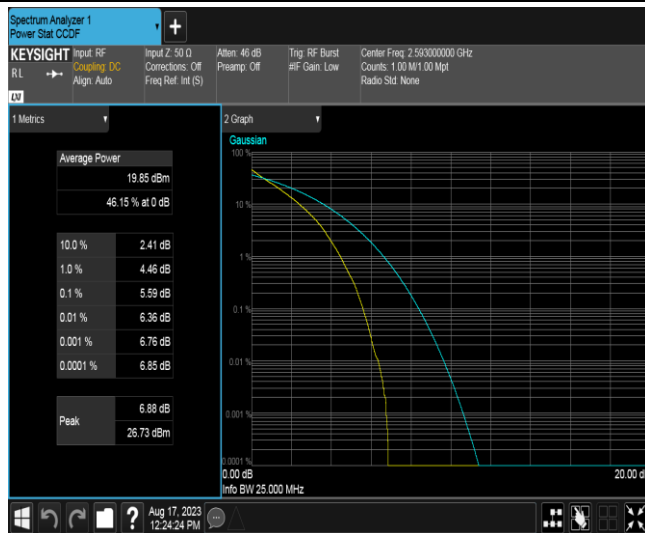 Spectrum Analyzer 1
Power Stat CCDF
+
KEYSIGHT
RL
Input: RF
Coupling: DC
Align: Auto
Input Z: 50 Ω
Corrections: Off
Freq Ref: Int (S)
Atten: 46 dB
Preamp: Off
Trig: RF Burst
#IF Gain: Low
Center Freq: 2.593000000 GHz
Counts: 1.00 M/1.00 Mpt
Radio Std: None
1 Metrics
Average Power
19.85 dBm
46.15 % at 0 dB
10.0 % 2.41 dB
1.0 % 4.46 dB
0.1 % 5.59 dB
0.01 % 6.36 dB
0.001 % 6.76 dB
0.0001 % 6.85 dB
Peak
6.88 dB
26.73 dBm
2 Graph
Gaussian
100 %
10 %
1 %
0.1 %
0.01 %
0.001 %
0.0001 %
0.00 dB
20.00 d
Info BW 25.000 MHz
?
Aug 17, 2023
12:24:24 PM